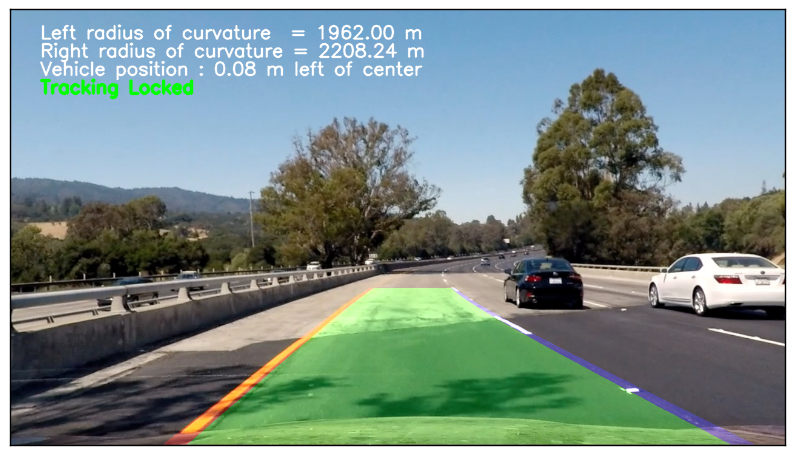 Left radius of curvature  = 1962.00 m
Right radius of curvature = 2208.24 m
Vehicle position : 0.08 m left of center
Tracking Locked